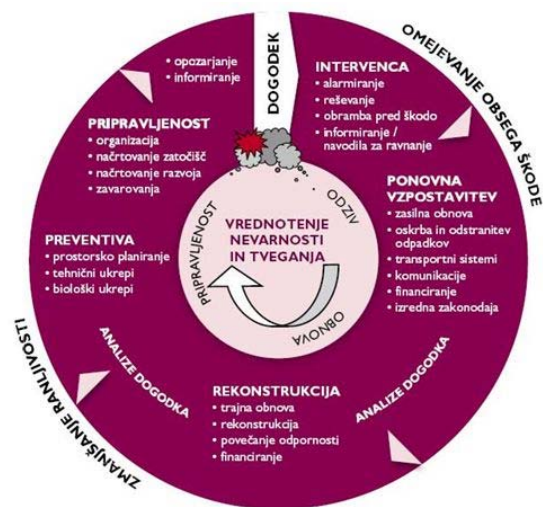 DOGODEK
INTERVENCA
• alarmiranje
• reševanje
• obramba pred škodo
• informiranje /
navodila za ravnanje
OMEJEVANJE OBSEGA ŠKODE
PONOVNA
VZPOSTAVITEV
• zasilna obnova
• oskrba in odstranitev
odpadkov
• transportni sistemi
• komunikacije
• financiranje
• izredna zakonodaja
ANALIZE DOGODKA
REKONSTRUKCIJA
• trajna obnova
• rekonstrukcija
• povečanje odpornosti
• financiranje
ANALIZE DOGODKA
ZMANJŠANJE RANLJIVOSTI
PREVENTIVA
• prostorsko planiranje
• tehnični ukrepi
• biološki ukrepi
PRIPRAVLJENOST
• organizacija
• načrtovanje zatočišč
• načrtovanje razvoja
• zavarovanja
• opozarjanje
• informiranje
VREDNOTENJE
NEVARNOSTI
IN TVEGANJA
ODZIV
OBNOVA
PRIPRAVLJENOST